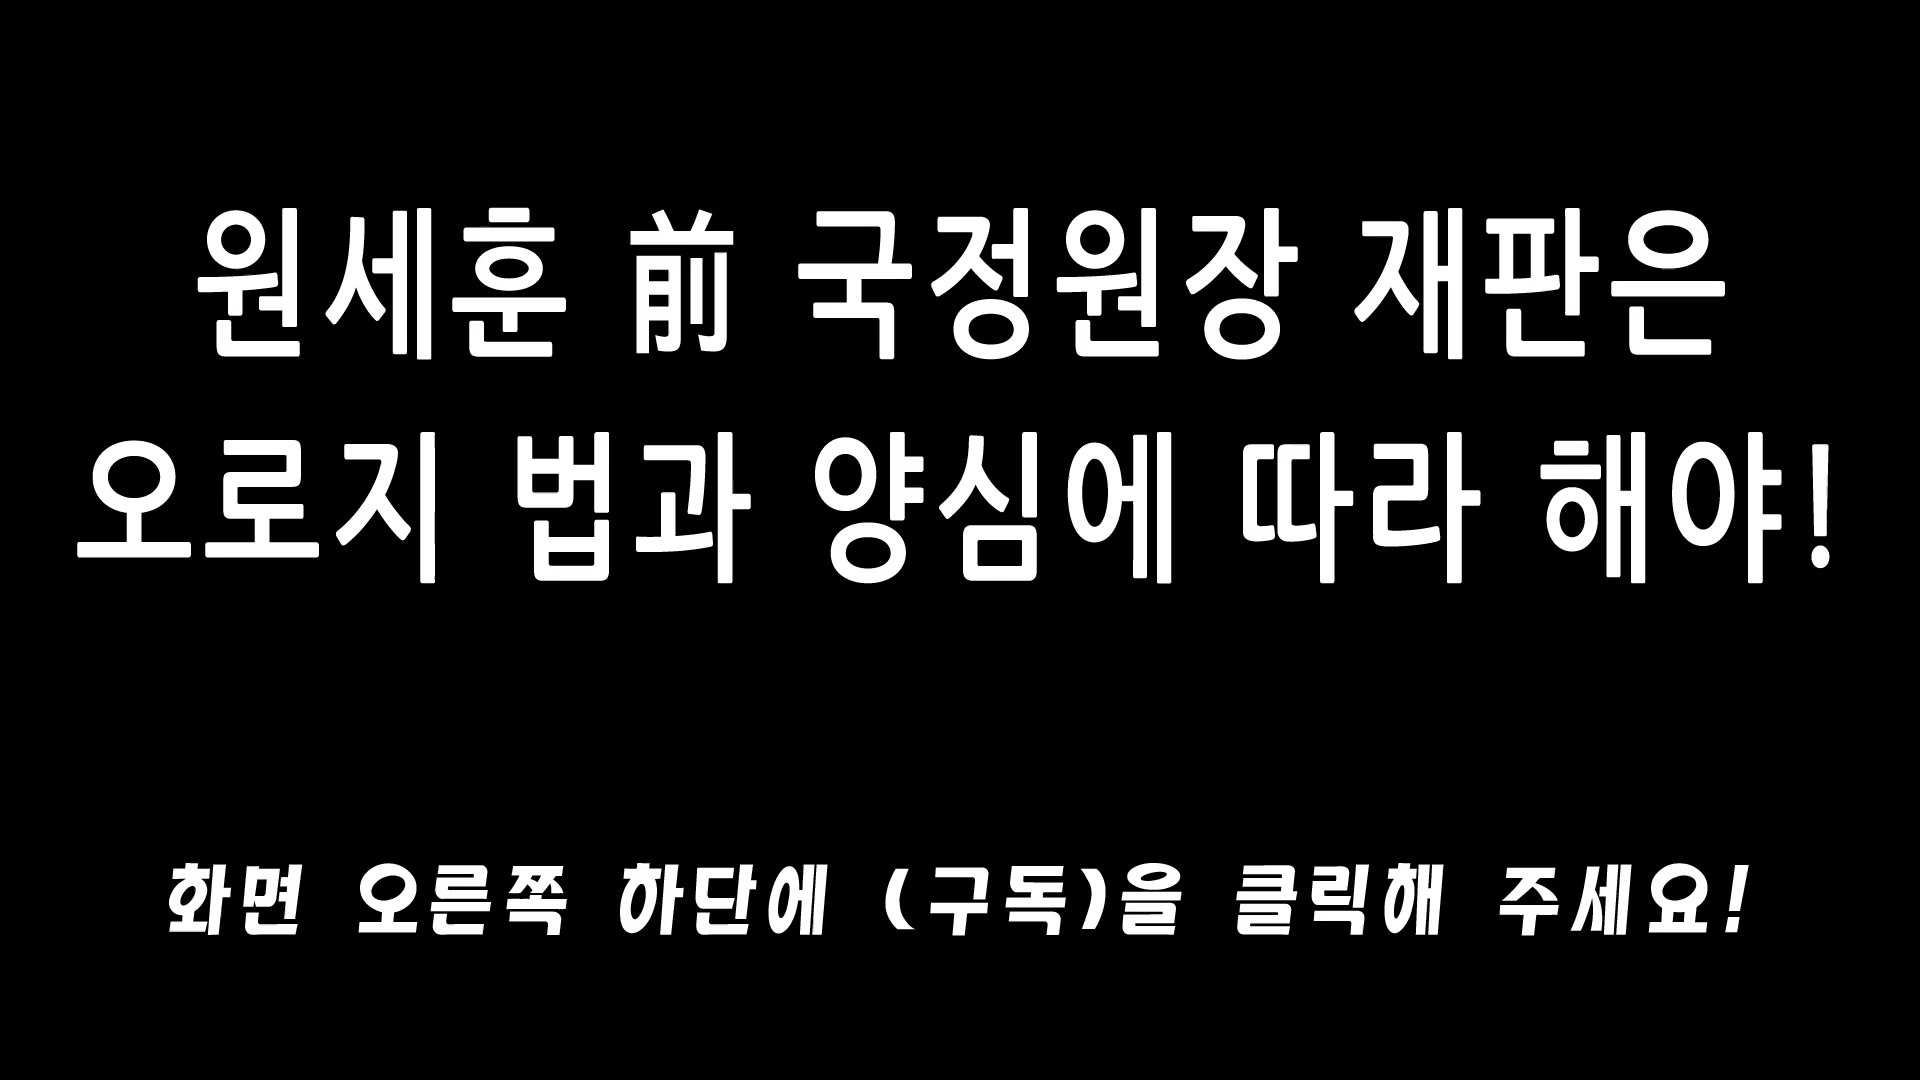 원세훈 前 국정원장 재판은
오로지 법과 양심에 따라 해야!
화면 오른쪽 하단에 (구독)을 클릭해 주세요!